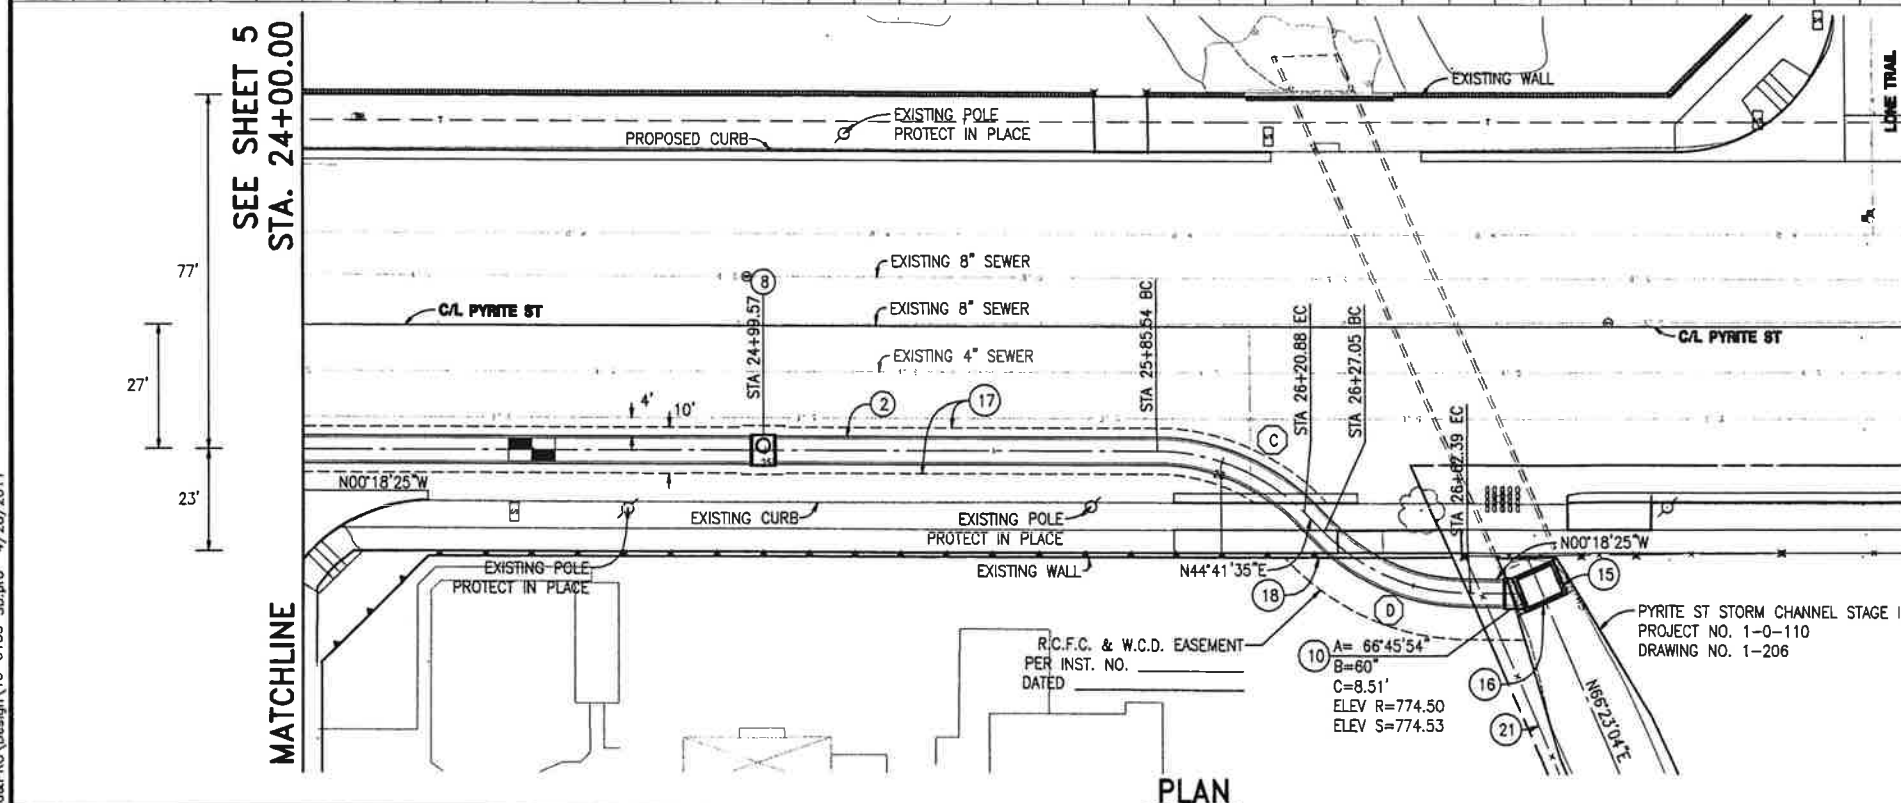 SEE SHEET 5
STA. 24+00.00
MATCHLINE
77'
27'
23'
EXISTING POLE
PROTECT IN PLACE
PROPOSED CURB
EXISTING WALL
LONE TRAIL
EXISTING 8" SEWER
8
C/L PYRITE ST
EXISTING 8" SEWER
C/L PYRITE ST
EXISTING 4" SEWER
STA 24+99.57
STA 25+85.54 BC
STA 26+20.88 EC
STA 26+27.05 BC
STA 26+62.39 EC
4'
10'
2
17
C
N00°18'25"W
EXISTING CURB
EXISTING POLE
PROTECT IN PLACE
EXISTING POLE
PROTECT IN PLACE
EXISTING WALL
N44°41'35"E
18
D
N00°18'25"W
15
PYRITE ST STORM CHANNEL STAGE I
PROJECT NO. 1-0-110
DRAWING NO. 1-206
R.C.F.C. & W.C.D. EASEMENT
PER INST. NO.
DATED
10
A= 66°45'54"
B=60"
C=8.51'
ELEV R=774.50
ELEV S=774.53
16
21
N66°23'04"E
PLAN